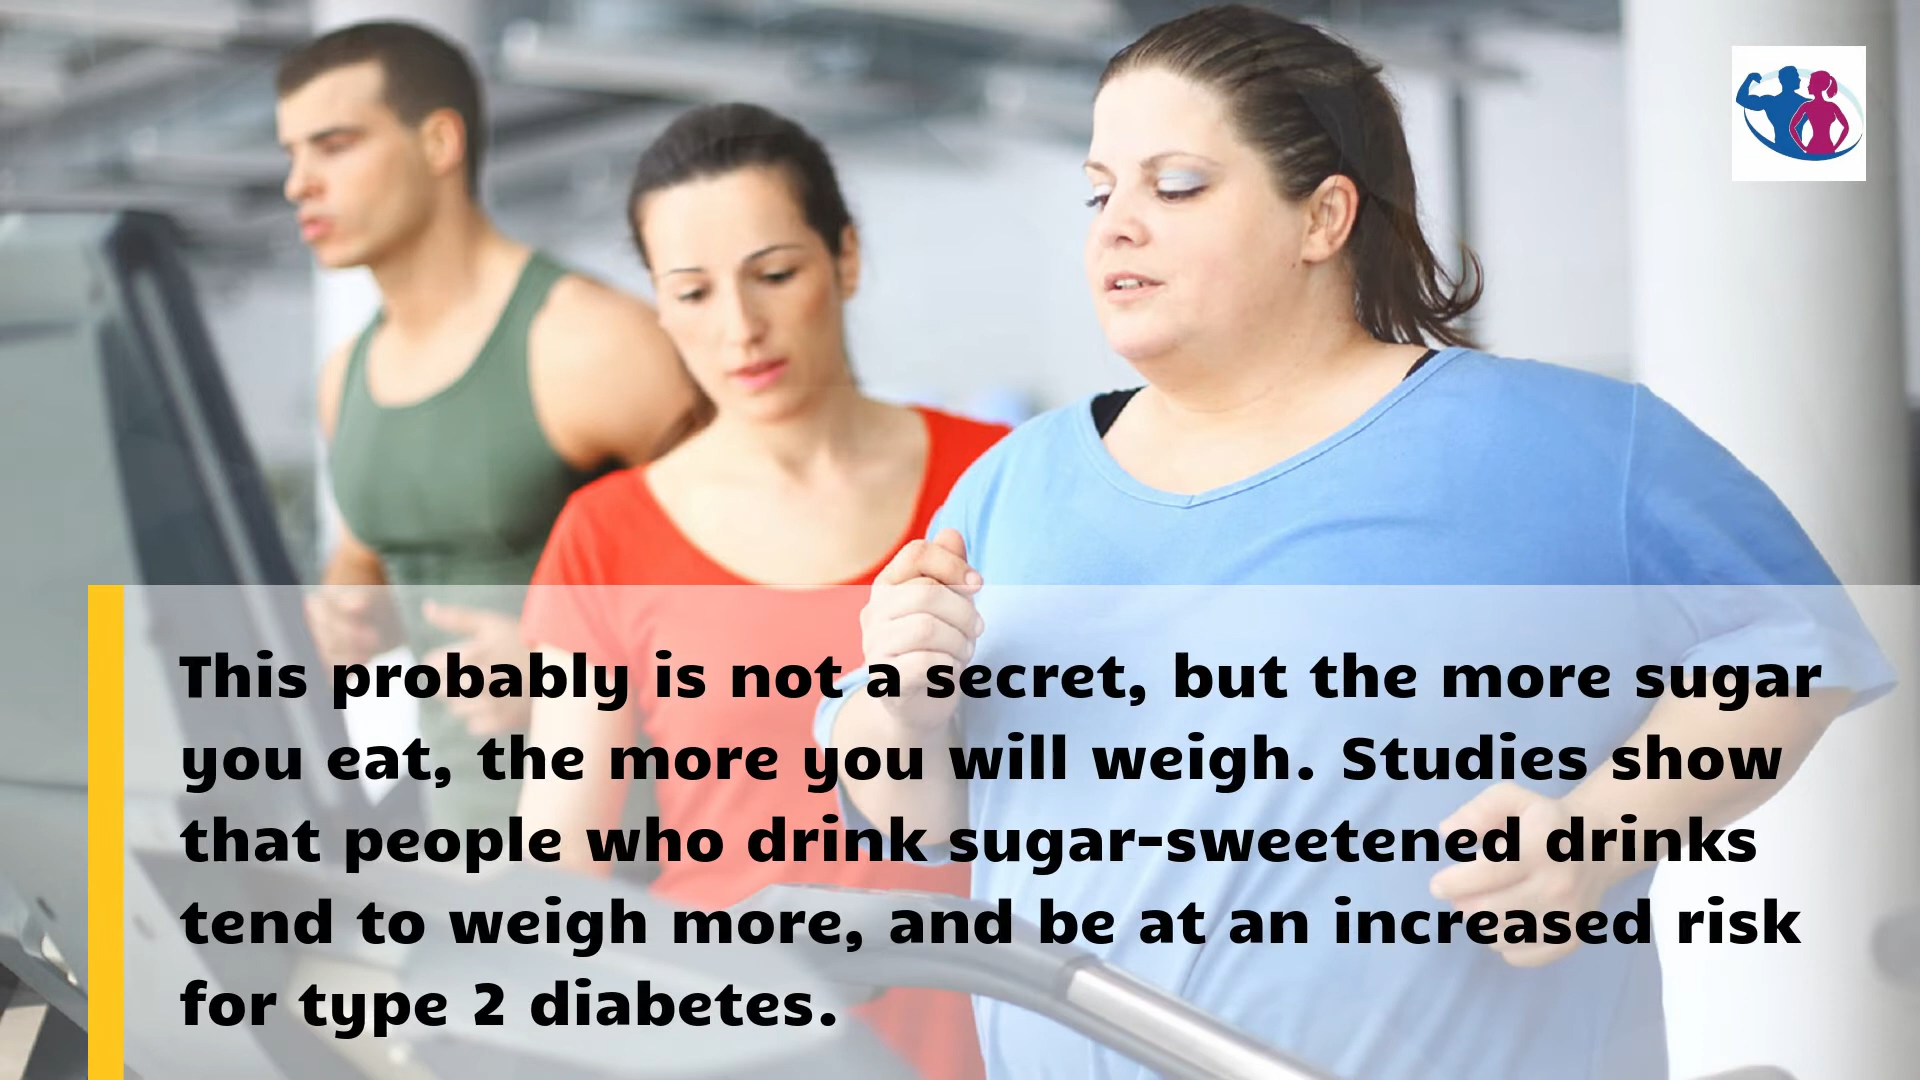 This probably is not a secret, but the more sugar
you eat, the more you will weigh. Studies show
that people who drink sugar-sweetened drinks
tend to weigh more, and be at an increased risk
for type 2 diabetes.